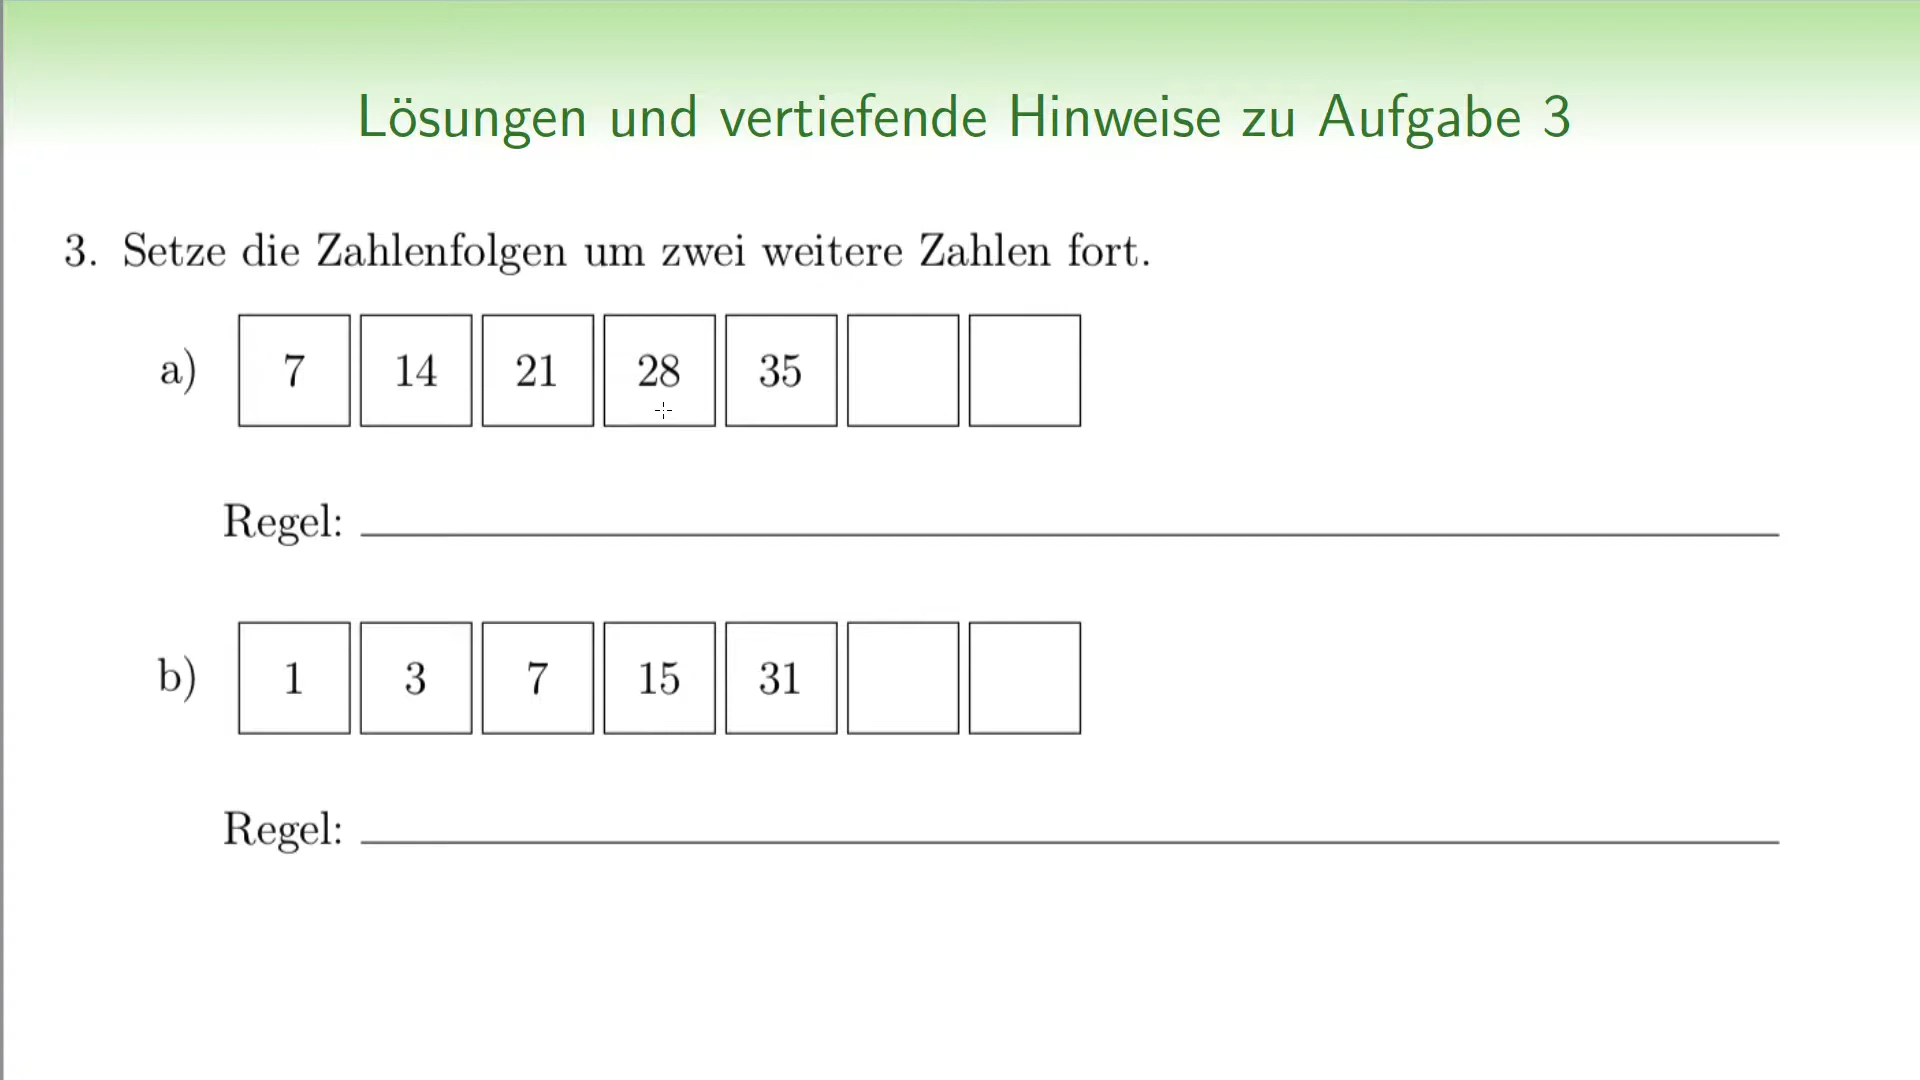 Lösungen und vertiefende Hinweise zu Aufgabe 3
3. Setze die Zahlenfolgen um zwei weitere Zahlen fort.
a) 7 14 21 28 35
Regel:
b) 1 3 7 15 31
Regel: